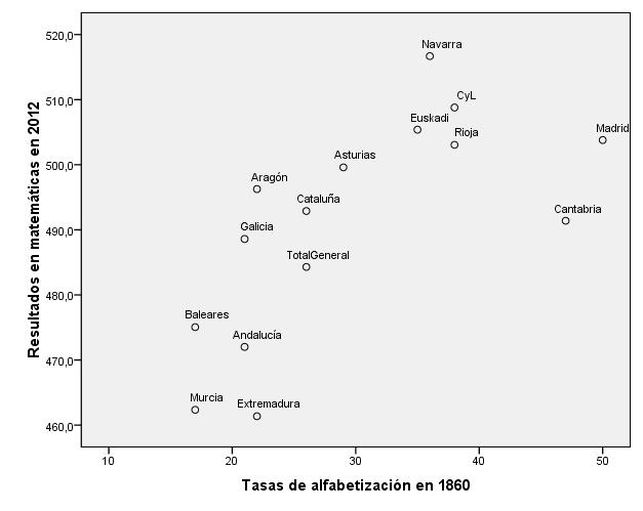 520,0
Navarra
510,0
CyL
Euskadi
Rioja
Madrid
500,0
Asturias
Aragón
Cataluña
Cantabria
490,0
Galicia
TotalGeneral
480,0
Baleares
Andalucía
470,0
Murcia
Extremadura
460,0
Resultados en matemáticas en 2012
10
20
30
40
50
Tasas de alfabetización en 1860